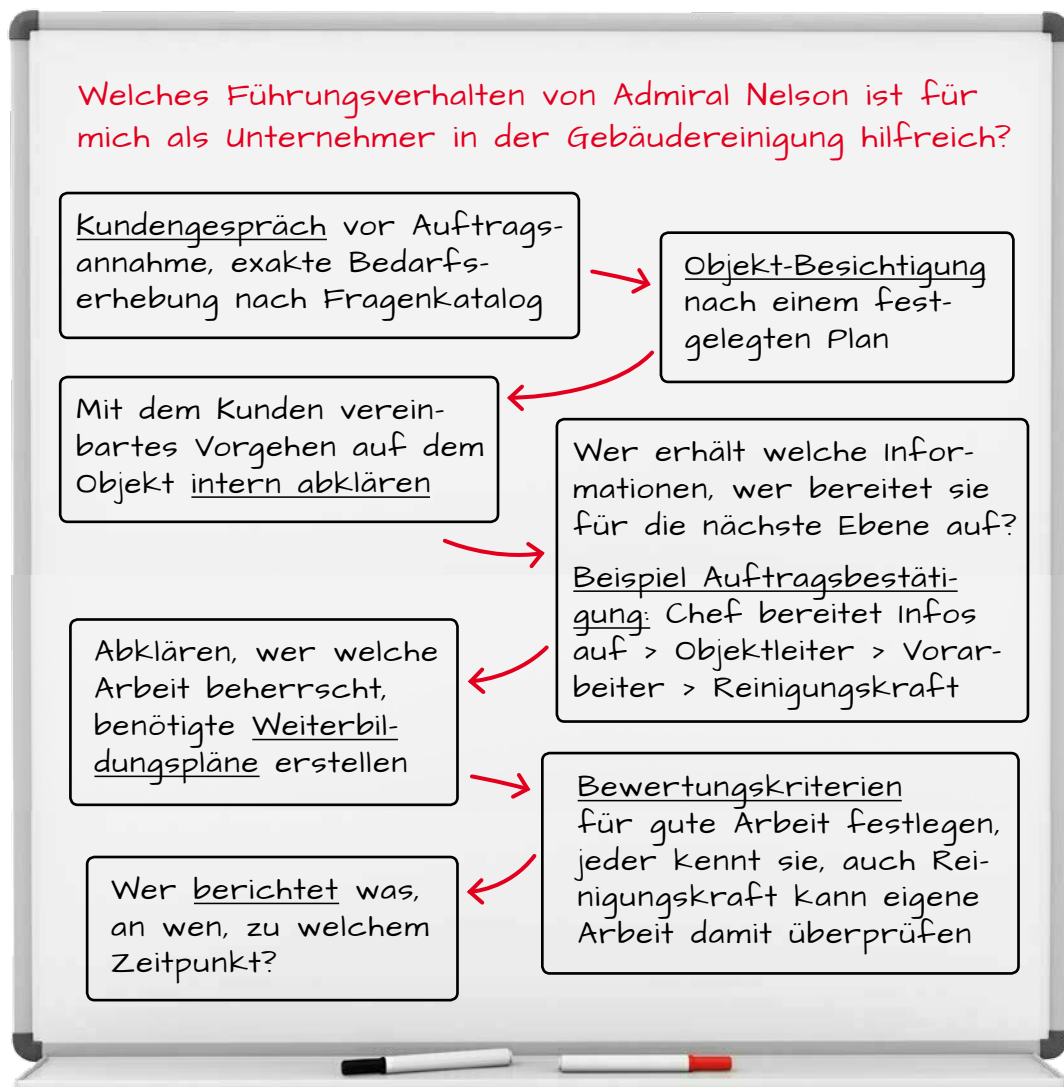 Welches Führungsverhalten von Admiral Nelson ist für
mich als Unternehmer in der Gebäudereinigung hilfreich?
Kundengespräch vor Auftrags-
annahme, exakte Bedarfs-
erhebung nach Fragenkatalog
Objekt-Besichtigung
nach einem fest-
gelegten Plan
Mit dem Kunden verein-
bartes Vorgehen auf dem
Objekt intern abklären
Wer erhält welche Infor-
mationen, wer bereitet sie
für die nächste Ebene auf?
Beispiel Auftragsbestäti-
gung: Chef bereitet Infos
auf > Objektleiter > Vorar-
beiter > Reinigungskraft
Abklären, wer welche
Arbeit beherrscht,
benötigte Weiterbil-
dungspläne erstellen
Bewertungskriterien
für gute Arbeit festlegen,
jeder kennt sie, auch Rei-
nigungskraft kann eigene
Arbeit damit überprüfen
Wer berichtet was,
an wen, zu welchem
Zeitpunkt?